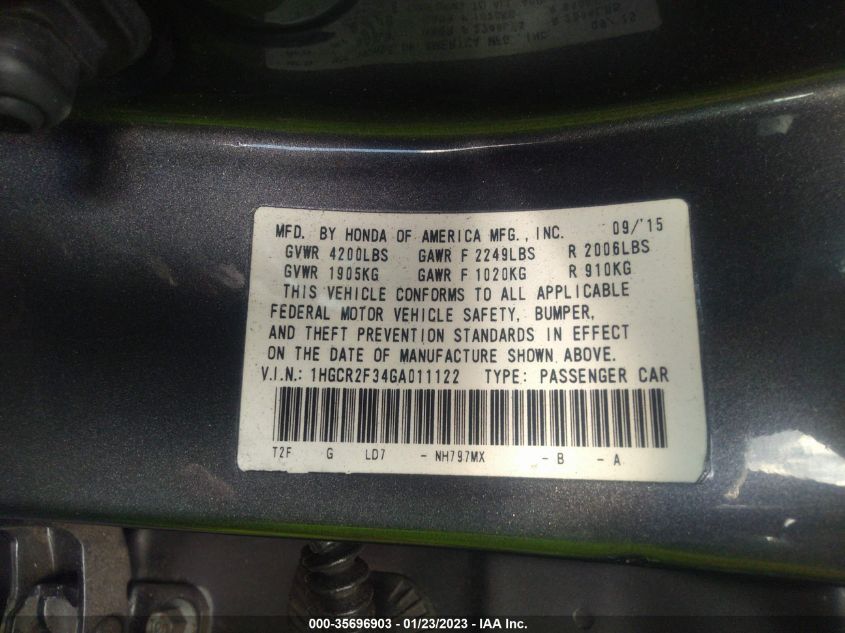 MFD. BY HONDA OF AMERICA MFG., INC. 09/'15
GVWR 4200LBS GAWR F 2249LBS R 2006LBS
GVWR 1905KG GAWR F 1020KG R 910KG
THIS VEHICLE CONFORMS TO ALL APPLICABLE
FEDERAL MOTOR VEHICLE SAFETY, BUMPER,
AND THEFT PREVENTION STANDARDS IN EFFECT
ON THE DATE OF MANUFACTURE SHOWN ABOVE.
V.I.N.: 1HGCR2F34GA011122 TYPE: PASSENGER CAR
T2F G LD7 - NH797MX - B - A
000-35696903 - 01/23/2023 - IAA Inc.